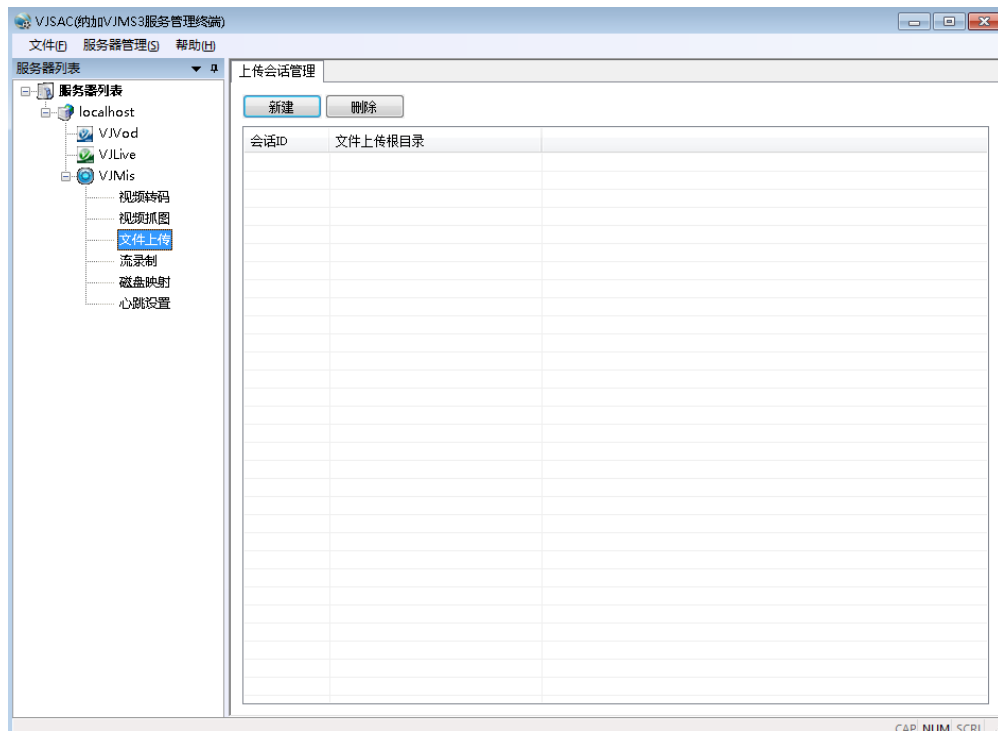 VJSAC(纳加VJMS3服务管理终端)
文件(F) 服务器管理(S) 帮助(H)
服务器列表
服务器列表
localhost
VJVod
VJLive
VJMis
视频转码
视频抓图
文件上传
流录制
磁盘映射
心跳设置
上传会话管理
新建 删除
会话ID 文件上传根目录
CAP NUM SCRL